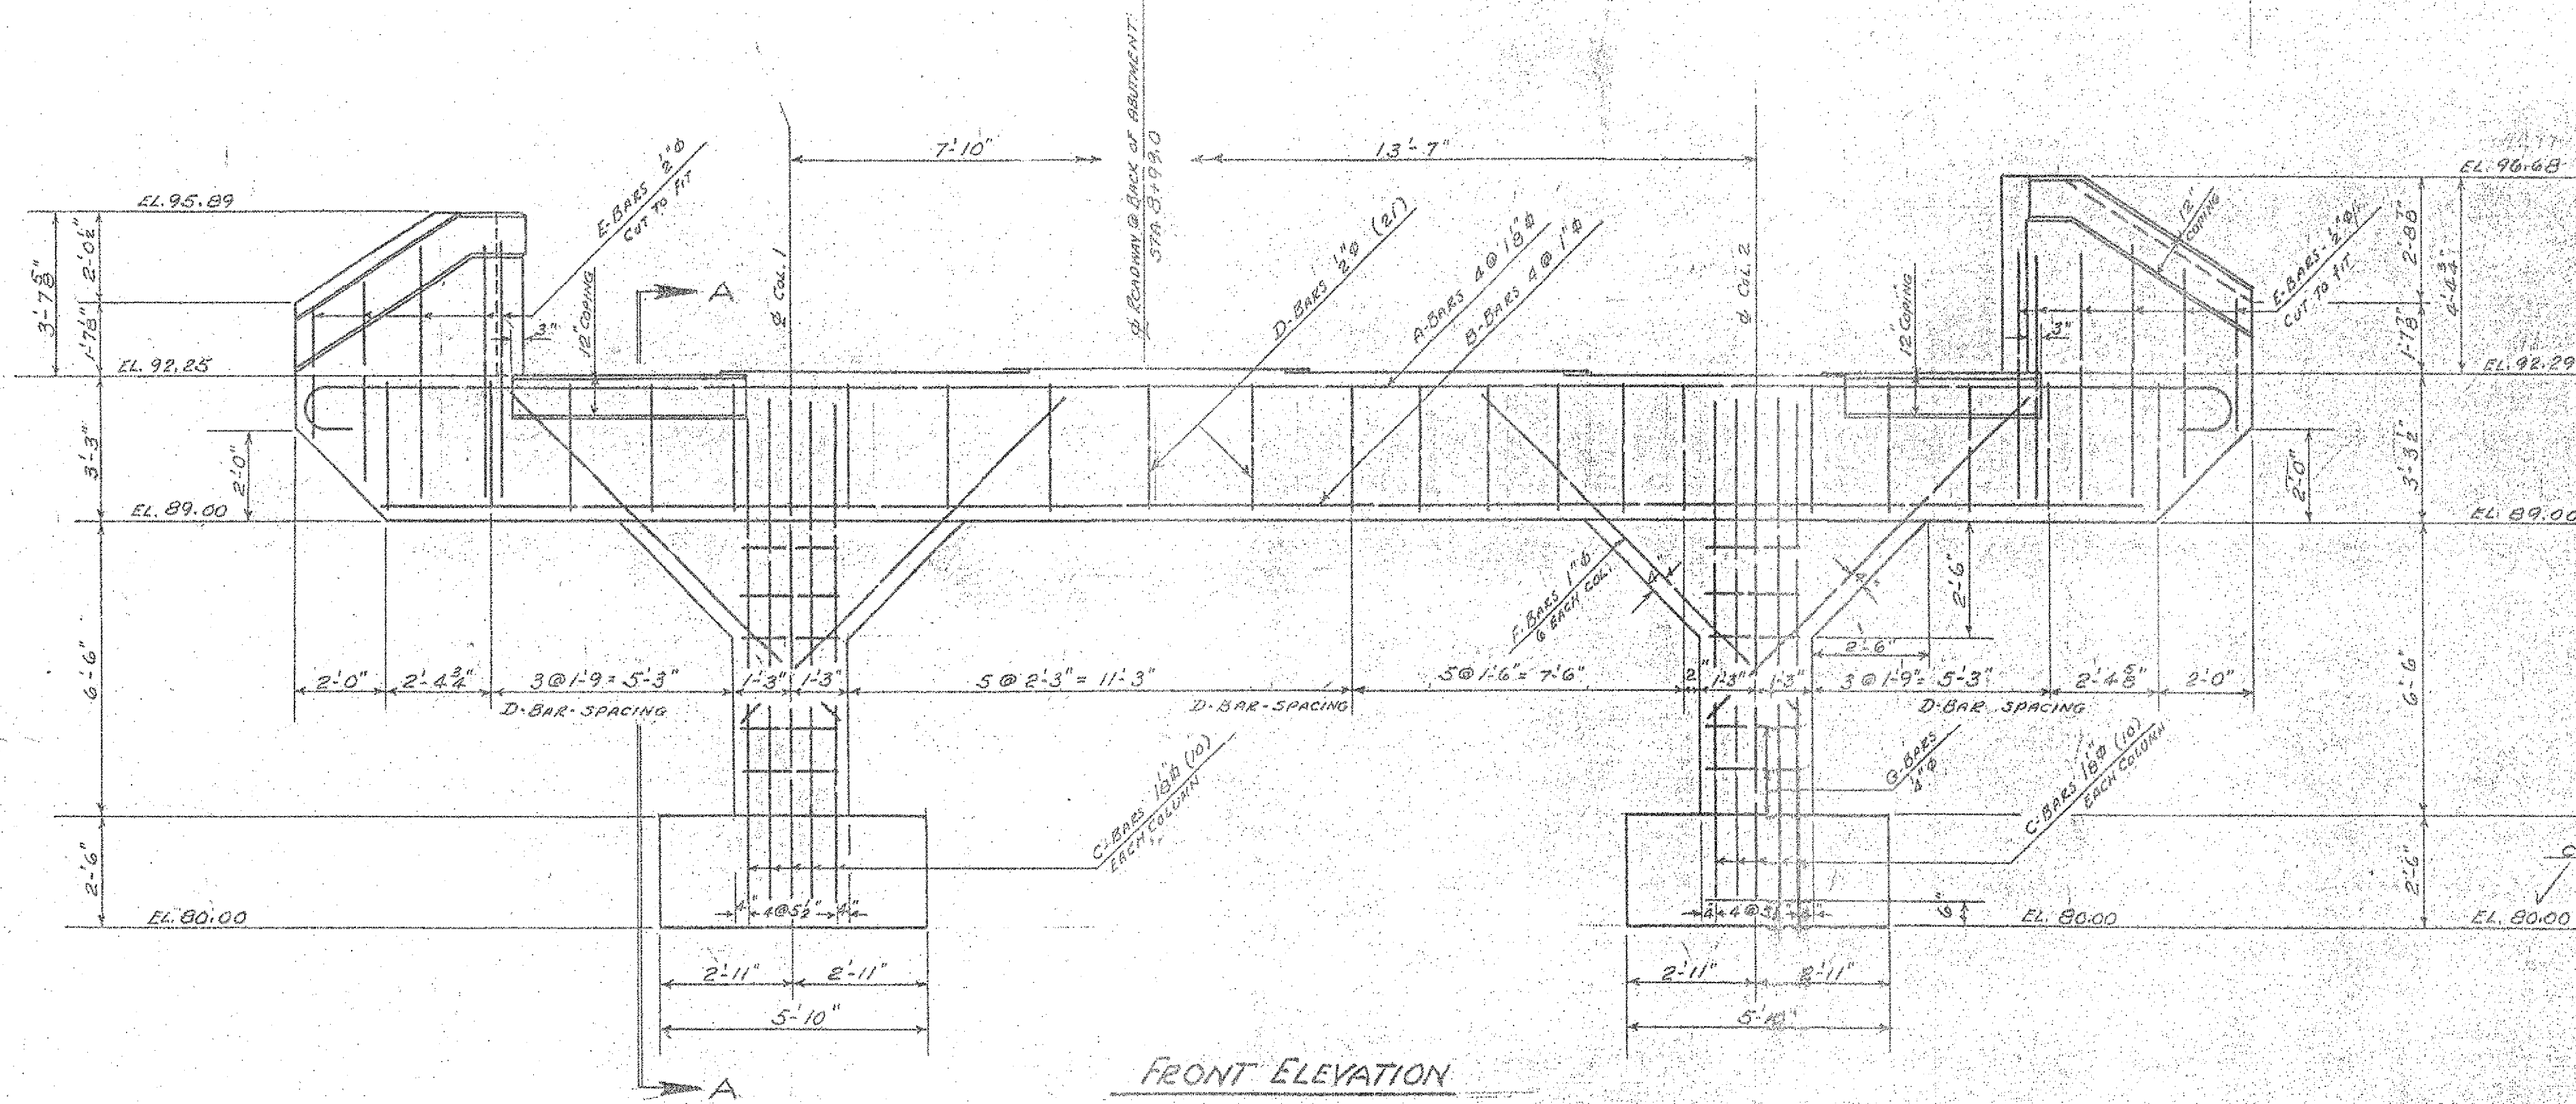 ℄ ROADWAY @ BACK OF ABUTMENT:
STA. 8+99.0
7'-10"
13'-7"
EL. 95.89
EL. 96.68
E-BARS ½"Φ
CUT TO FIT
℄ COL. 1
℄ COL. 2
D-BARS ½"Φ (21)
A-BARS 4 @ 1⅛"Φ
B-BARS 4 @ 1"Φ
12"
COPING
E-BARS-½"Φ
CUT TO FIT
3'-7⅝"
2'-0½"
1'-7⅛"
12" COPING
3"
A
12" COPING
3"
2'-8⅞"
1'-7⅞"
4'-4¾"
EL. 92.25
EL. 92.29
3'-3"
2'-0"
2'-0"
3'-3½"
EL. 89.00
EL. 89.00
F-BARS 1"Φ
6 EACH COL.
4"
4"
2'-6"
2'-6"
6'-6"
6'-6"
2'-0"
2'-4¾"
3@1'-9=5'-3"
1'-3"
1'-3"
5 @ 2'-3" = 11'-3"
5@1'-6"=7'-6"
2"
1'-3"
1'-3"
3@1'-9"=5'-3"
2'-4⅝"
2'-0"
D-BAR-SPACING
D-BAR-SPACING
D-BAR SPACING
C-BARS 1⅛"Φ (10)
EACH COLUMN
G-BARS
¼"Φ
C-BARS 1⅛"Φ (10)
EACH COLUMN
2'-6"
2'-6"
4"
4@5½"
4"
4"
6"
EL. 80.00
EL. 80.00
EL. 80.00
2'-11"
2'-11"
2'-11"
2'-11"
5'-10"
5'-10"
A
FRONT ELEVATION